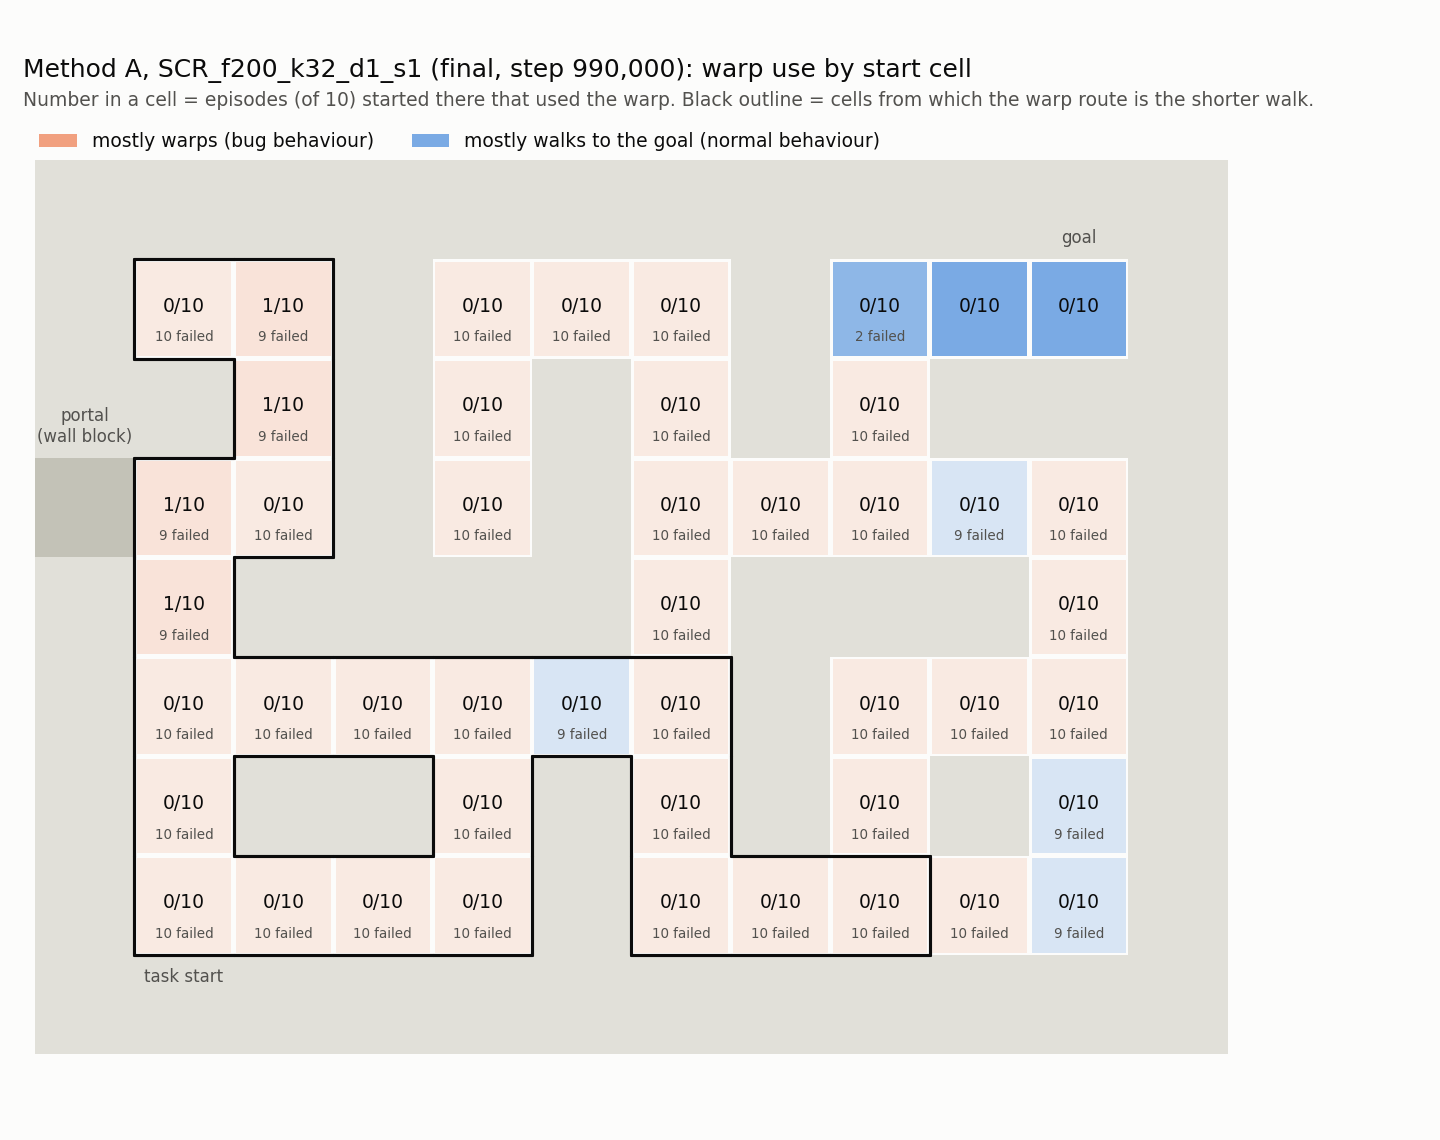 Method A, SCR_f200_k32_d1_s1 (final, step 990,000): warp use by start cell
Number in a cell = episodes (of 10) started there that used the warp. Black outline = cells from which the warp route is the shorter walk.
mostly warps (bug behaviour) mostly walks to the goal (normal behaviour)
goal
0/10 1/10 0/10 0/10 0/10 0/10 0/10 0/10
10 failed 9 failed 10 failed 10 failed 10 failed 2 failed
portal
(wall block)
1/10 0/10 0/10 0/10
9 failed 10 failed 10 failed 10 failed
1/10 0/10 0/10 0/10 0/10 0/10 0/10 0/10
9 failed 10 failed 10 failed 10 failed 10 failed 10 failed 9 failed 10 failed
1/10 0/10 0/10
9 failed 10 failed 10 failed
0/10 0/10 0/10 0/10 0/10 0/10 0/10 0/10 0/10
10 failed 10 failed 10 failed 10 failed 9 failed 10 failed 10 failed 10 failed 10 failed
0/10 0/10 0/10 0/10 0/10
10 failed 10 failed 10 failed 10 failed 9 failed
0/10 0/10 0/10 0/10 0/10 0/10 0/10 0/10 0/10
10 failed 10 failed 10 failed 10 failed 10 failed 10 failed 10 failed 10 failed 9 failed
task start